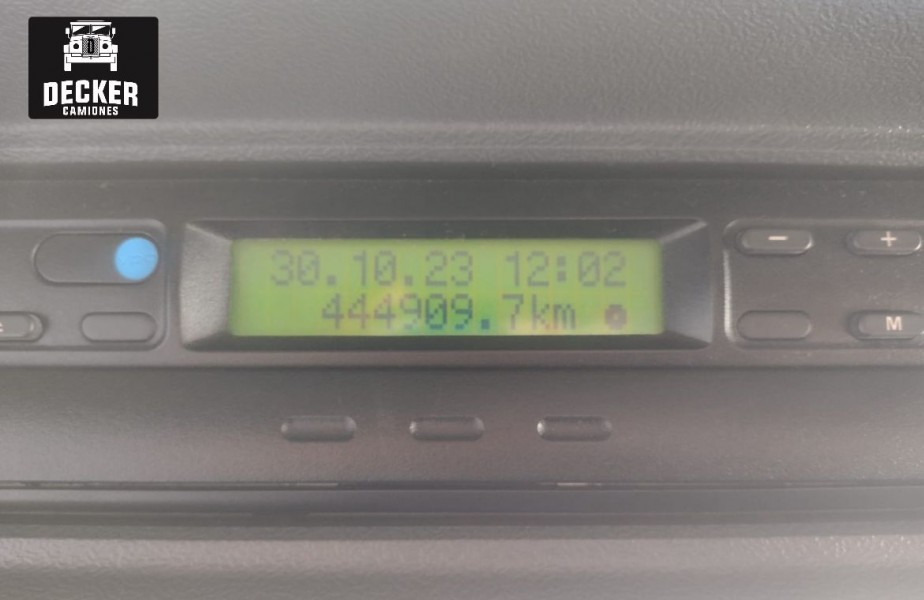 DECKER
CAMIONES
30.10.23 12:02
444909.7km
- +
M